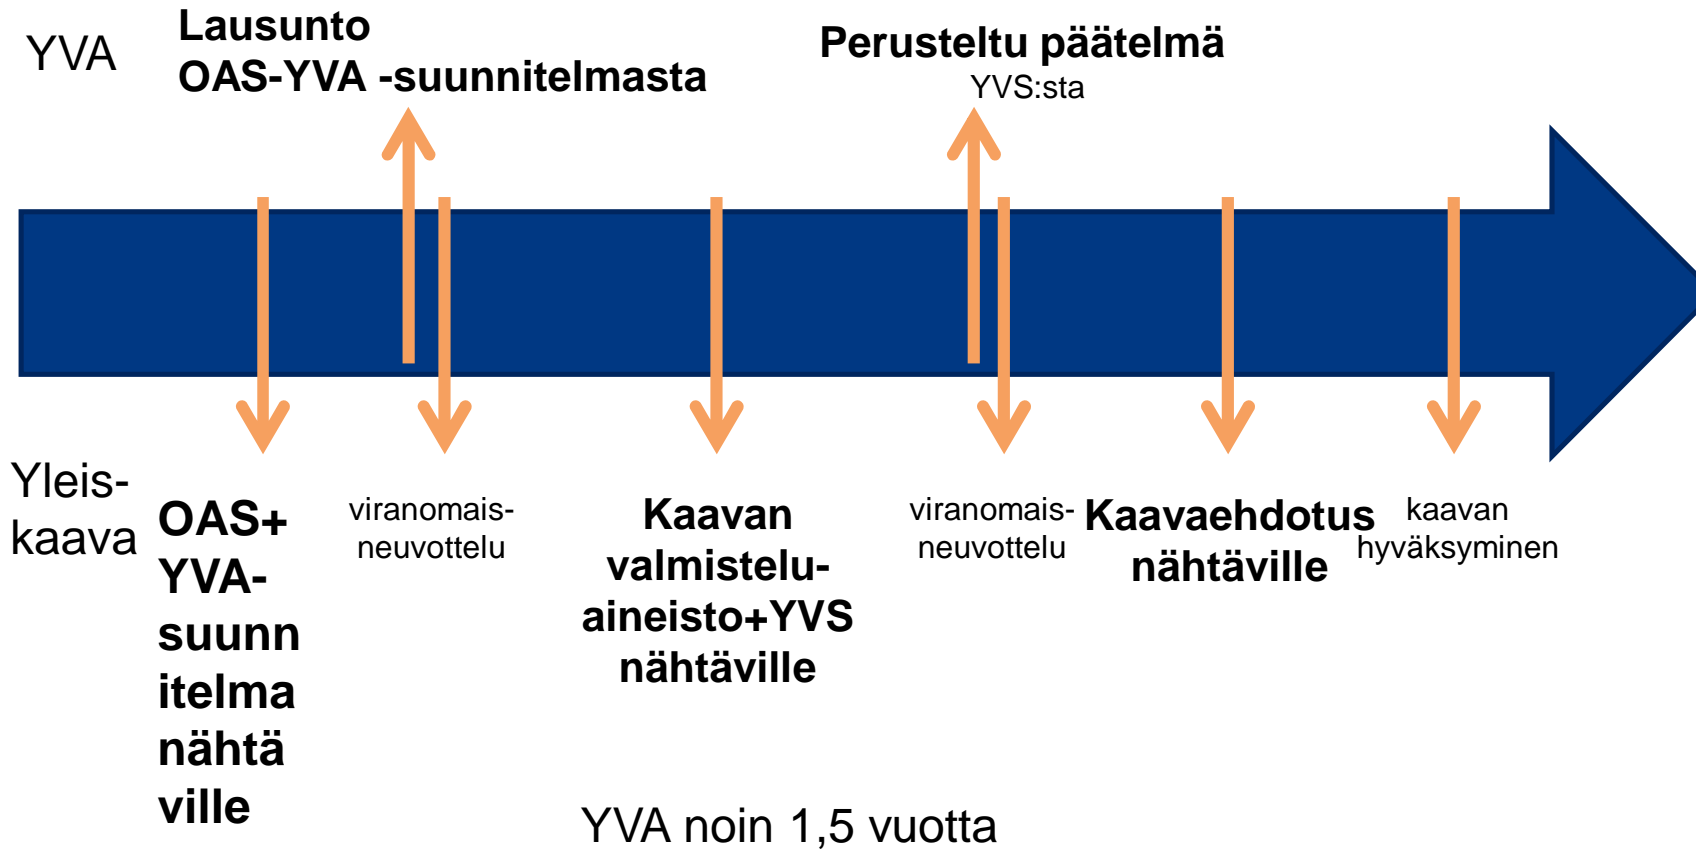 YVA
Lausunto
OAS-YVA -suunnitelmasta
Perusteltu päätelmä
YVS:sta
Yleis-
kaava
OAS+
YVA-
suunn
itelma
nähtä
ville
viranomais-
neuvottelu
Kaavan
valmistelu-
aineisto+YVS
nähtäville
viranomais-
neuvottelu
Kaavaehdotus
nähtäville
kaavan
hyväksyminen
YVA noin 1,5 vuotta